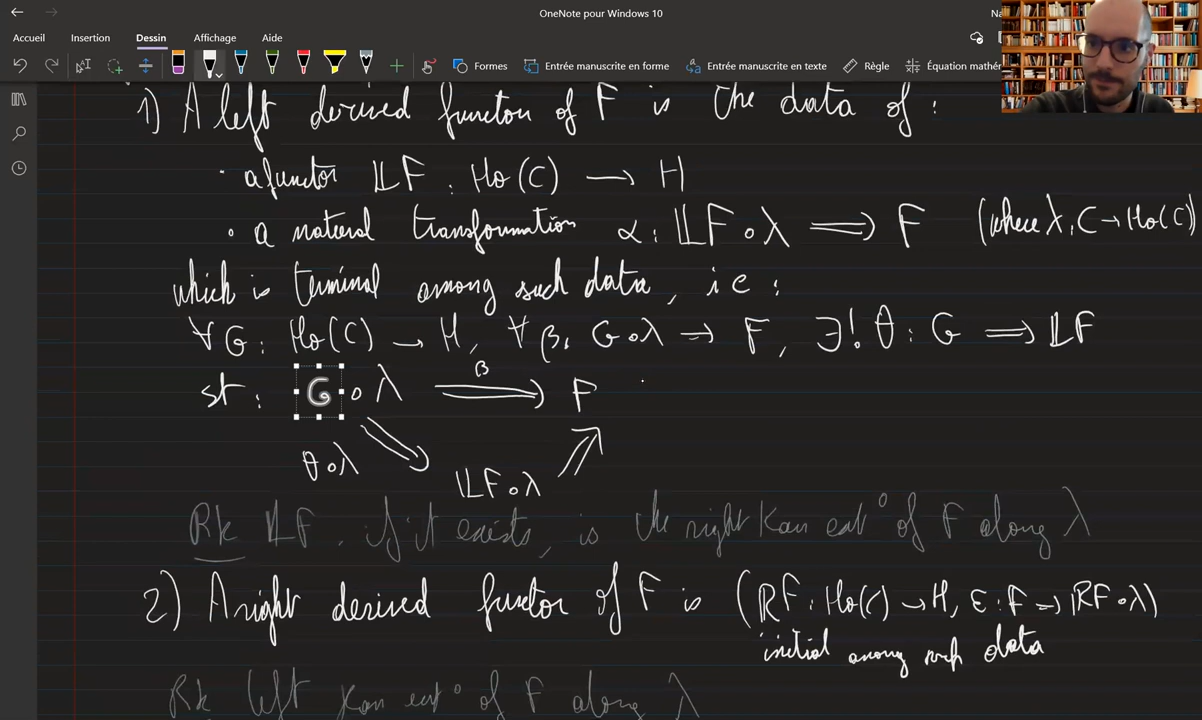 OneNote pour Windows 10
Accueil Insertion Dessin Affichage Aide
Formes Entrée manuscrite en forme Entrée manuscrite en texte Règle Équation mathém
1) A left derived functor of F is the data of :
· a functor 𝕃F : Ho(C) ⟶ H
· a natural transformation α : 𝕃F ∘ λ ⟹ F (where λ : C → Ho(C))
which is terminal among such data, i e :
∀ G : Ho(C) → H, ∀ β : G ∘ λ ⇒ F, ∃! θ : G ⟹ 𝕃F
st : G ∘ λ ⟹ F
β
θ ∘ λ
𝕃F ∘ λ
Rk 𝕃F, if it exists, is the right Kan ext° of F along λ
2) A right derived functor of F is (ℝF : Ho(C) → H, ε : F ⇒ ℝF ∘ λ)
initial among such data
Rk left Kan ext° of F along λ